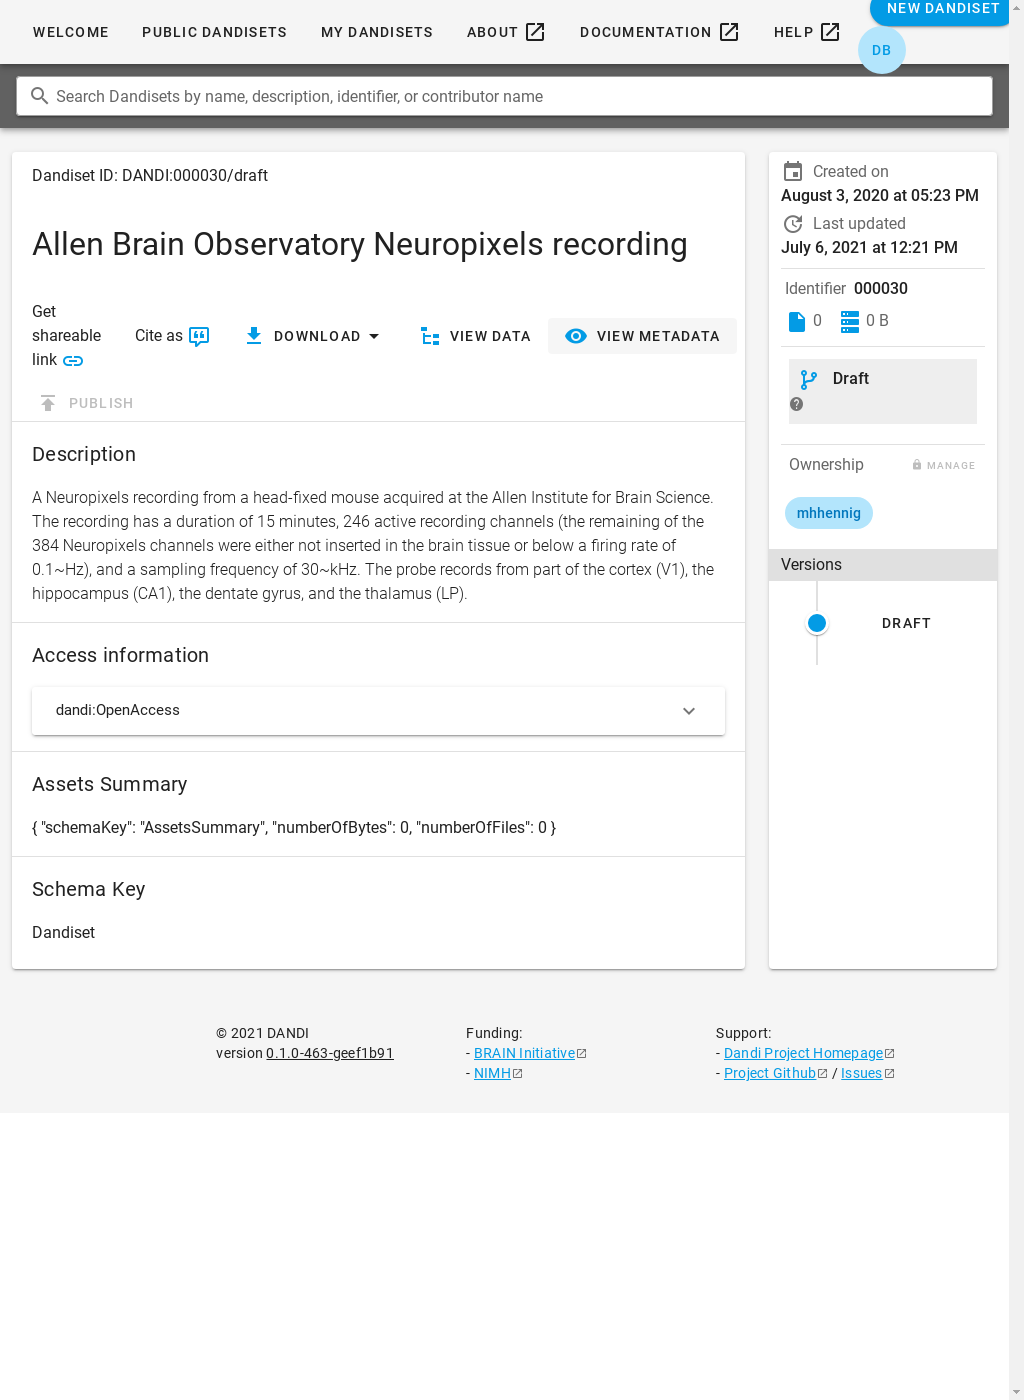 WELCOME
PUBLIC DANDISETS
MY DANDISETS
ABOUT
DOCUMENTATION
HELP
NEW DANDISET
DB
Search Dandisets by name, description, identifier, or contributor name
Dandiset ID: DANDI:000030/draft
Allen Brain Observatory Neuropixels recording
Get
shareable
link
Cite as
DOWNLOAD
VIEW DATA
VIEW METADATA
PUBLISH
Description
A Neuropixels recording from a head-fixed mouse acquired at the Allen Institute for Brain Science.
The recording has a duration of 15 minutes, 246 active recording channels (the remaining of the
384 Neuropixels channels were either not inserted in the brain tissue or below a firing rate of
0.1~Hz), and a sampling frequency of 30~kHz. The probe records from part of the cortex (V1), the
hippocampus (CA1), the dentate gyrus, and the thalamus (LP).
Access information
dandi:OpenAccess
Assets Summary
{ "schemaKey": "AssetsSummary", "numberOfBytes": 0, "numberOfFiles": 0 }
Schema Key
Dandiset
Created on
August 3, 2020 at 05:23 PM
Last updated
July 6, 2021 at 12:21 PM
Identifier 000030
0
0 B
Draft
Ownership
MANAGE
mhhennig
Versions
DRAFT
© 2021 DANDI
version 0.1.0-463-geef1b91
Funding:
- BRAIN Initiative
- NIMH
Support:
- Dandi Project Homepage
- Project Github / Issues